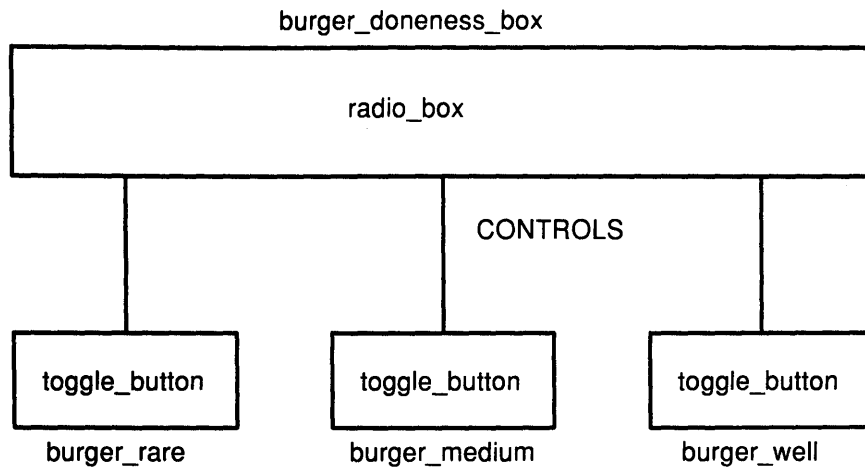 burger_doneness_box
radio_box
CONTROLS
toggle_button toggle_button toggle_button
burger_rare burger_medium burger_well